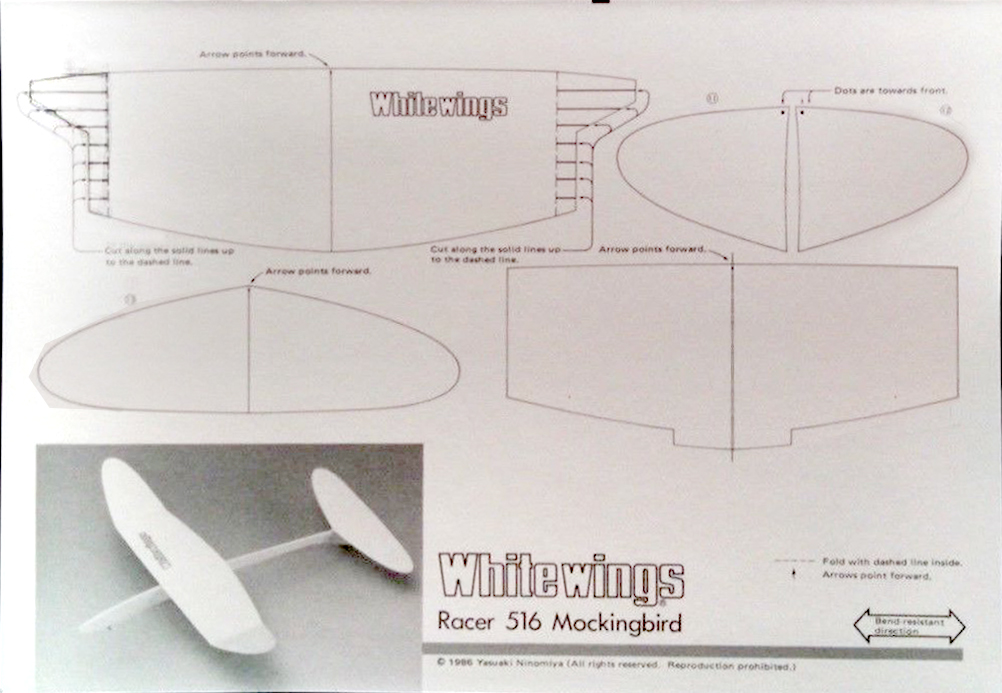 Arrow points forward.
Whitewings
Dots are towards front.
11
Cut along the solid lines up
to the dashed line.
Cut along the solid lines up
to the dashed line.
Arrow points forward.
Arrow points forward.
Whitewings
Whitewings®
Racer 516 Mockingbird
Fold with dashed line inside.
Arrows point forward.
Bend-resistant
direction
© 1986 Yasuaki Ninomiya (All rights reserved. Reproduction prohibited.)